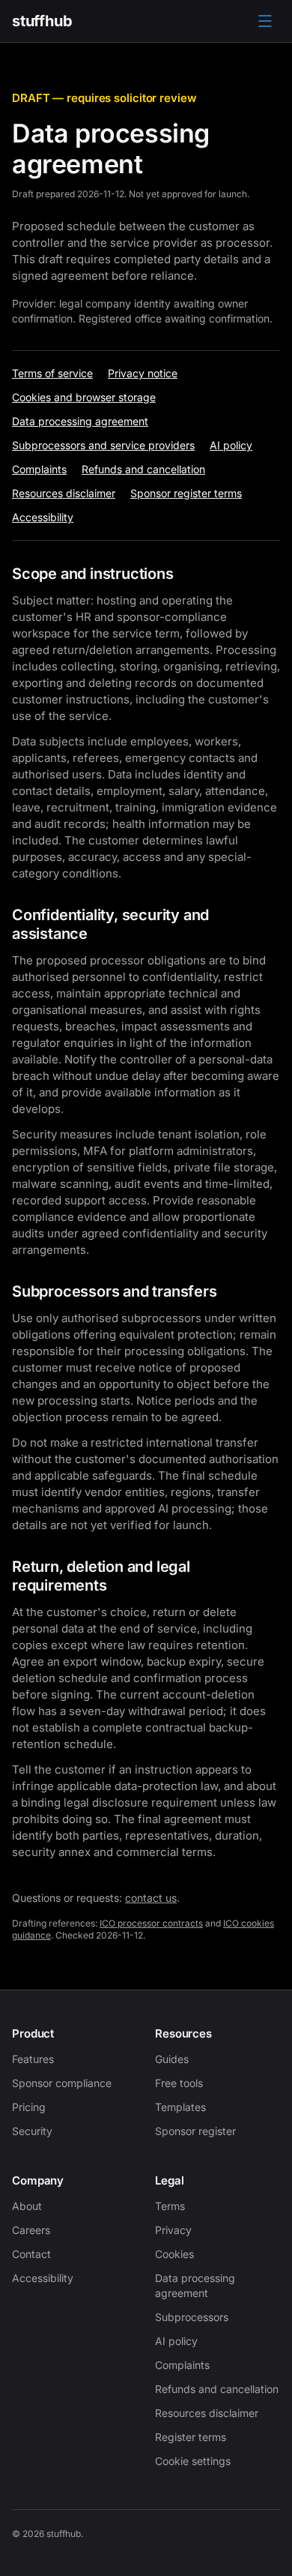 stuffhub
DRAFT — requires solicitor review
Data processing
agreement
Draft prepared 2026-11-12. Not yet approved for launch.
Proposed schedule between the customer as
controller and the service provider as processor.
This draft requires completed party details and a
signed agreement before reliance.
Provider: legal company identity awaiting owner
confirmation. Registered office awaiting confirmation.
Terms of service Privacy notice
Cookies and browser storage
Data processing agreement
Subprocessors and service providers AI policy
Complaints Refunds and cancellation
Resources disclaimer Sponsor register terms
Accessibility
Scope and instructions
Subject matter: hosting and operating the
customer's HR and sponsor-compliance
workspace for the service term, followed by
agreed return/deletion arrangements. Processing
includes collecting, storing, organising, retrieving,
exporting and deleting records on documented
customer instructions, including the customer's
use of the service.
Data subjects include employees, workers,
applicants, referees, emergency contacts and
authorised users. Data includes identity and
contact details, employment, salary, attendance,
leave, recruitment, training, immigration evidence
and audit records; health information may be
included. The customer determines lawful
purposes, accuracy, access and any special-
category conditions.
Confidentiality, security and
assistance
The proposed processor obligations are to bind
authorised personnel to confidentiality, restrict
access, maintain appropriate technical and
organisational measures, and assist with rights
requests, breaches, impact assessments and
regulator enquiries in light of the information
available. Notify the controller of a personal-data
breach without undue delay after becoming aware
of it, and provide available information as it
develops.
Security measures include tenant isolation, role
permissions, MFA for platform administrators,
encryption of sensitive fields, private file storage,
malware scanning, audit events and time-limited,
recorded support access. Provide reasonable
compliance evidence and allow proportionate
audits under agreed confidentiality and security
arrangements.
Subprocessors and transfers
Use only authorised subprocessors under written
obligations offering equivalent protection; remain
responsible for their processing obligations. The
customer must receive notice of proposed
changes and an opportunity to object before the
new processing starts. Notice periods and the
objection process remain to be agreed.
Do not make a restricted international transfer
without the customer's documented authorisation
and applicable safeguards. The final schedule
must identify vendor entities, regions, transfer
mechanisms and approved AI processing; those
details are not yet verified for launch.
Return, deletion and legal
requirements
At the customer's choice, return or delete
personal data at the end of service, including
copies except where law requires retention.
Agree an export window, backup expiry, secure
deletion schedule and confirmation process
before signing. The current account-deletion
flow has a seven-day withdrawal period; it does
not establish a complete contractual backup-
retention schedule.
Tell the customer if an instruction appears to
infringe applicable data-protection law, and about
a binding legal disclosure requirement unless law
prohibits doing so. The final agreement must
identify both parties, representatives, duration,
security annex and commercial terms.
Questions or requests: contact us.
Drafting references: ICO processor contracts and ICO cookies
guidance. Checked 2026-11-12.
Product
Features
Sponsor compliance
Pricing
Security
Resources
Guides
Free tools
Templates
Sponsor register
Company
About
Careers
Contact
Accessibility
Legal
Terms
Privacy
Cookies
Data processing
agreement
Subprocessors
AI policy
Complaints
Refunds and cancellation
Resources disclaimer
Register terms
Cookie settings
© 2026 stuffhub.